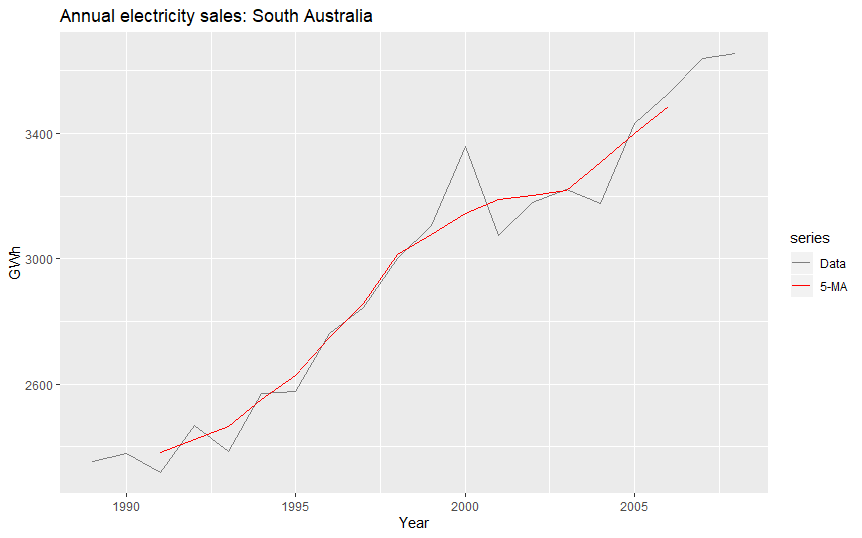 Annual electricity sales: South Australia
3400
3000
2600
GWh
1990
1995
2000
2005
Year
series
Data
5-MA